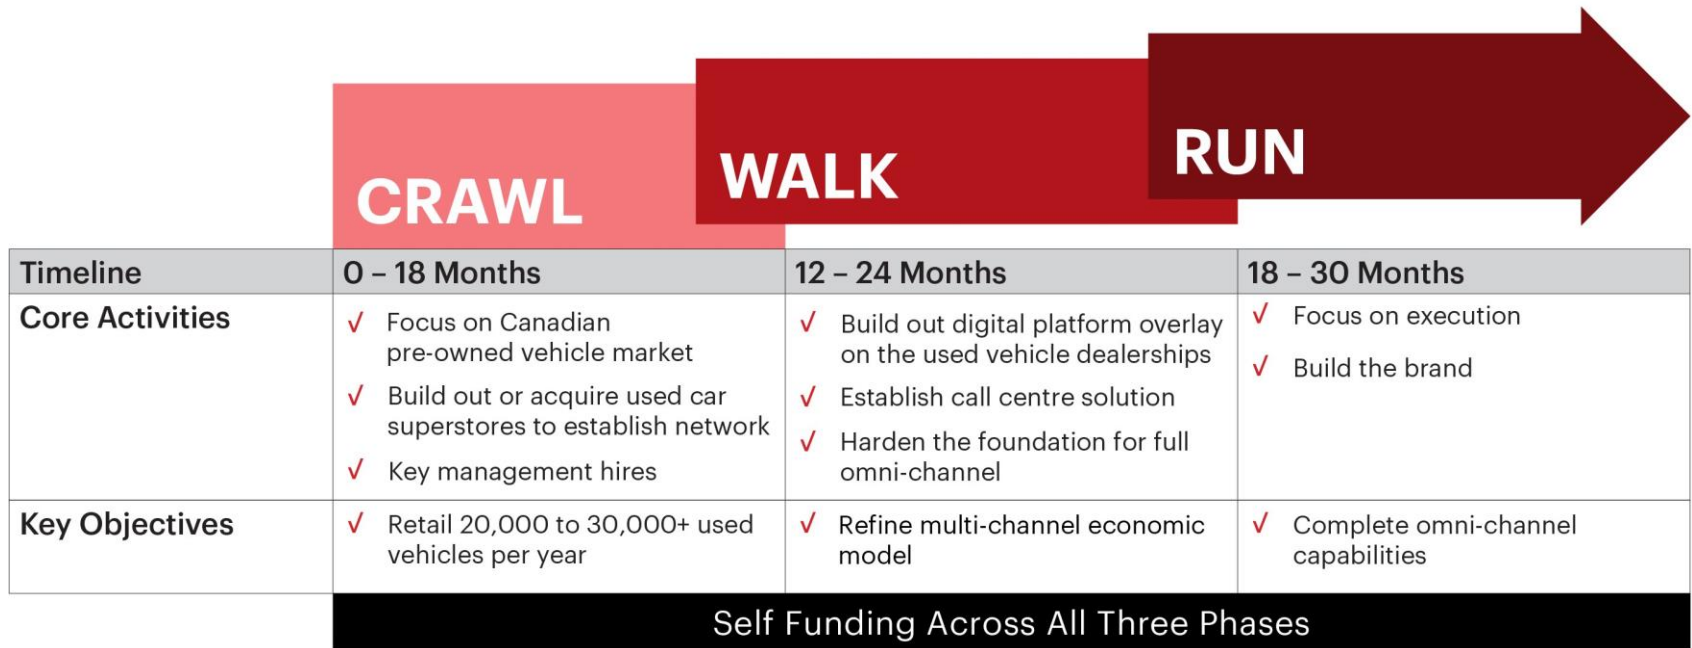 CRAWL
WALK
RUN
Timeline
0 – 18 Months
12 – 24 Months
18 – 30 Months
Core Activities
√ Focus on Canadian
pre-owned vehicle market
√ Build out or acquire used car
superstores to establish network
√ Key management hires
√ Build out digital platform overlay
on the used vehicle dealerships
√ Establish call centre solution
√ Harden the foundation for full
omni-channel
√ Focus on execution
√ Build the brand
Key Objectives
√ Retail 20,000 to 30,000+ used
vehicles per year
√ Refine multi-channel economic
model
√ Complete omni-channel
capabilities
Self Funding Across All Three Phases